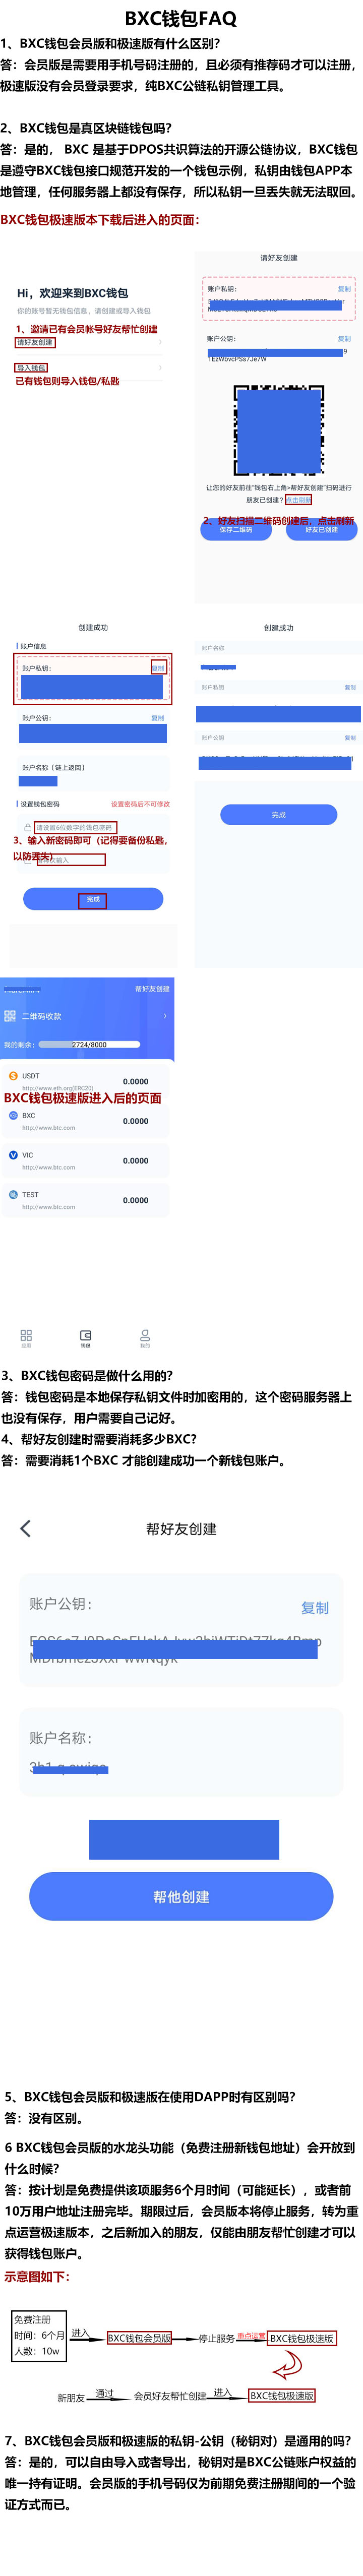 BXC钱包FAQ
1、BXC钱包会员版和极速版有什么区别?
答：会员版是需要用手机号码注册的，且必须有推荐码才可以注册，
极速版没有会员登录要求，纯BXC公链私钥管理工具。
2、BXC钱包是真区块链钱包吗?
答：是的， BXC 是基于DPOS共识算法的开源公链协议，BXC钱包
是遵守BXC钱包接口规范开发的一个钱包示例，私钥由钱包APP本
地管理，任何服务器上都没有保存，所以私钥一旦丢失就无法取回。
BXC钱包极速版本下载后进入的页面：
Hi，欢迎来到BXC钱包
你的账号暂无钱包信息，请创建或导入钱包
1、邀请已有会员帐号好友帮忙创建
请好友创建
导入钱包
已有钱包则导入钱包/私匙
请好友创建
账户私钥：
复制
账户公钥：
复制
1EzWbvcPSs7Je7W
让您的好友前往“钱包右上角>帮好友创建”扫码进行
朋友已创建? 点击刷新
2、好友扫描二维码创建后，点击刷新
保存二维码
好友已创建
创建成功
账户信息
账户私钥：
复制
账户公钥：
复制
账户名称（链上返回）
设置钱包密码
设置密码后不可修改
请设置6位数字的钱包密码
3、输入新密码即可（记得要备份私匙，
以防丢失）
再次输入
完成
创建成功
账户名称
账户私钥
复制
账户公钥
复制
完成
帮好友创建
二维码收款
我的剩余：
2724/8000
USDT
0.0000
http://www.eth.org(ERC20)
BXC钱包极速版进入后的页面
BXC
0.0000
http://www.btc.com
VIC
0.0000
http://www.btc.com
TEST
0.0000
http://www.btc.com
应用
钱包
我的
3、BXC钱包密码是做什么用的?
答：钱包密码是本地保存私钥文件时加密用的，这个密码服务器上
也没有保存，用户需要自己记好。
4、帮好友创建时需要消耗多少BXC?
答：需要消耗1个BXC 才能创建成功一个新钱包账户。
帮好友创建
账户公钥：
复制
账户名称：
帮他创建
5、BXC钱包会员版和极速版在使用DAPP时有区别吗?
答：没有区别。
6 BXC钱包会员版的水龙头功能（免费注册新钱包地址）会开放到
什么时候?
答：按计划是免费提供该项服务6个月时间（可能延长），或者前
10万用户地址注册完毕。期限过后，会员版本将停止服务，转为重
点运营极速版本，之后新加入的朋友，仅能由朋友帮忙创建才可以
获得钱包账户。
示意图如下：
免费注册
时间：6个月
人数：10w
进入
BXC钱包会员版
停止服务
重点运营
BXC钱包极速版
新朋友
通过
会员好友帮忙创建
进入
BXC钱包极速版
7、BXC钱包会员版和极速版的私钥-公钥（秘钥对）是通用的吗?
答：是的，可以自由导入或者导出，秘钥对是BXC公链账户权益的
唯一持有证明。会员版的手机号码仅为前期免费注册期间的一个验
证方式而已。